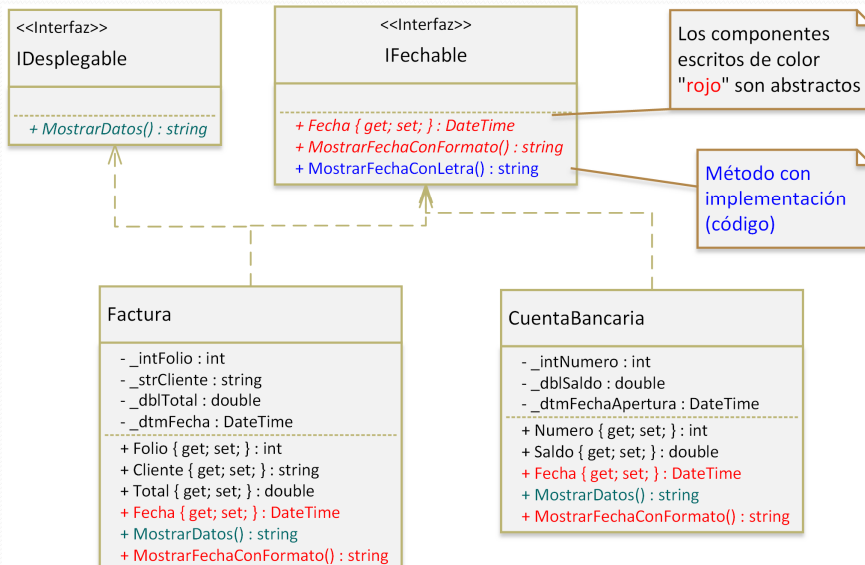 <<Interfaz>>
IDesplegable
+ MostrarDatos() : string
<<Interfaz>>
IFechable
+ Fecha { get; set; } : DateTime
+ MostrarFechaConFormato() : string
+ MostrarFechaConLetra() : string
Los componentes
escritos de color
"rojo" son abstractos
Método con
implementación
(código)
Factura
- _intFolio : int
- _strCliente : string
- _dblTotal : double
- _dtmFecha : DateTime
+ Folio { get; set; } : int
+ Cliente { get; set; } : string
+ Total { get; set; } : double
+ Fecha { get; set; } : DateTime
+ MostrarDatos() : string
+ MostrarFechaConFormato() : string
CuentaBancaria
- _intNumero : int
- _dblSaldo : double
- _dtmFechaApertura : DateTime
+ Numero { get; set; } : int
+ Saldo { get; set; } : double
+ Fecha { get; set; } : DateTime
+ MostrarDatos() : string
+ MostrarFechaConFormato() : string